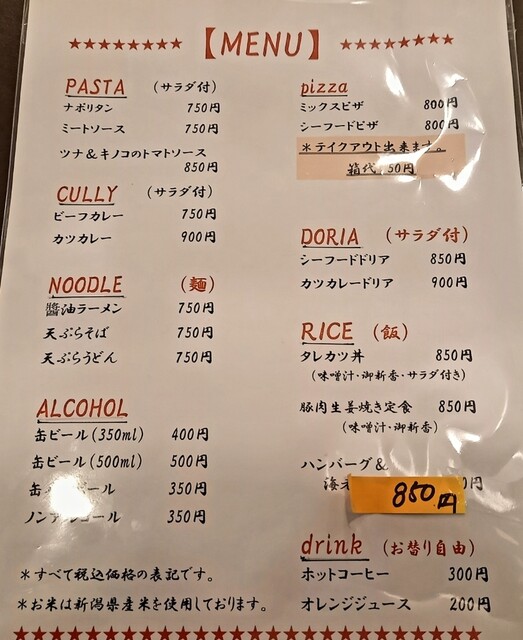 ★★★★★★★★【MENU】★★★★★★★★
PASTA (サラダ付)
ナポリタン 750円
ミートソース 750円
ツナ&キノコのトマトソース
850円
CULLY (サラダ付)
ビーフカレー 750円
カツカレー 900円
NOODLE (麺)
醬油ラーメン 750円
天ぷらそば 750円
天ぷらうどん 750円
ALCOHOL
缶ビール(350ml) 400円
缶ビール(500ml) 500円
缶 ール 350円
ノンアルコール 350円
＊すべて税込価格の表記です。
＊お米は新潟県産米を使用しております。
pizza
ミックスピザ 800円
シーフードピザ 800円
＊テイクアウト出来ます。
箱代 50円
DORIA (サラダ付)
シーフードドリア 850円
カツカレードリア 900円
RICE (飯)
タレカツ丼 850円
(味噌汁・御新香・サラダ付き)
豚肉生姜焼き定食 850円
(味噌汁・御新香)
ハンバーグ&
海老 850円
drink (お替り自由)
ホットコーヒー 300円
オレンジジュース 200円